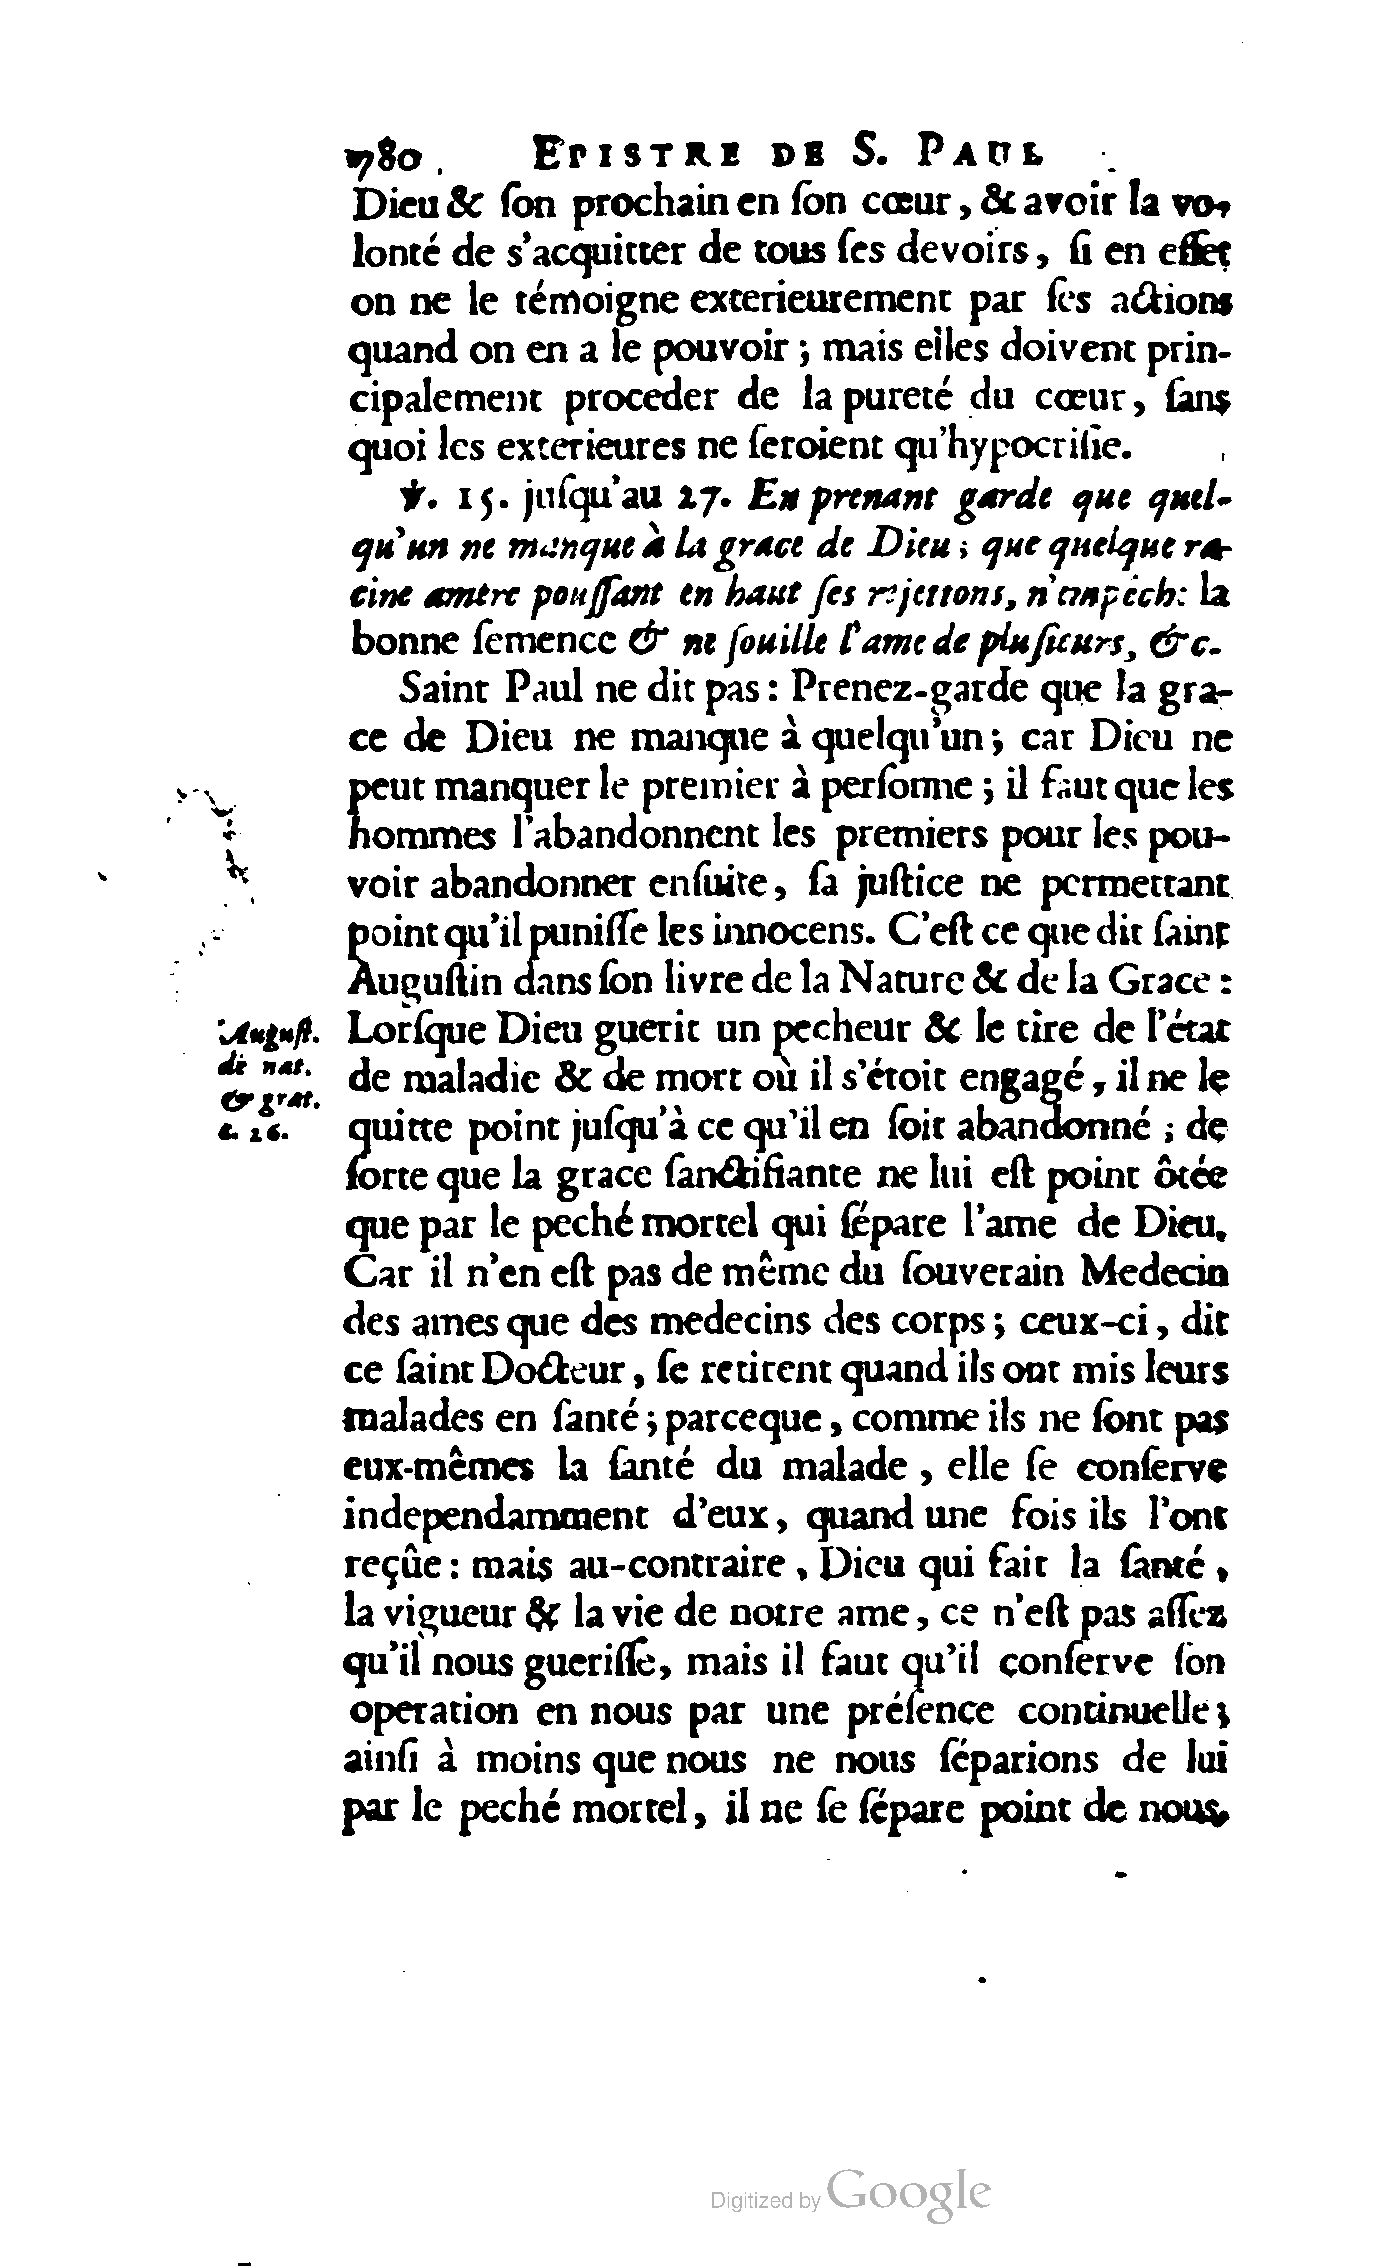 780. EPISTRE DE S. PAUL
Dieu & ſon prochain en ſon cœur, & avoir la vo-
lonté de s'acquitter de tous ſes devoirs, ſi en effet
on ne le témoigne exterieurement par ſes actions
quand on en a le pouvoir; mais elles doivent prin-
cipalement proceder de la pureté du cœur, ſans
quoi les exterieures ne ſeroient qu'hypocriſie.
℣. 15. juſqu'au 27. En prenant garde que quel-
qu'un ne manque à la grace de Dieu; que quelque ra-
cine amere pouſſant en haut ſes rejettons, n'empêche la
bonne ſemence & ne ſouille l'ame de pluſieurs, &c.
Saint Paul ne dit pas: Prenez-garde que la gra-
ce de Dieu ne manque à quelqu'un; car Dieu ne
peut manquer le premier à perſonne; il faut que les
hommes l'abandonnent les premiers pour les pou-
voir abandonner enſuite, ſa juſtice ne permettant
point qu'il puniſſe les innocens. C'eſt ce que dit ſaint
Auguſtin dans ſon livre de la Nature & de la Grace:
Lorſque Dieu guerit un pecheur & le tire de l'état
de maladie & de mort où il s'étoit engagé, il ne le
quitte point juſqu'à ce qu'il en ſoit abandonné; de
ſorte que la grace ſanctifiante ne lui eſt point ôtée
que par le peché mortel qui ſépare l'ame de Dieu.
Car il n'en eſt pas de même du ſouverain Medecin
des ames que des medecins des corps; ceux-ci, dit
ce ſaint Docteur, ſe retirent quand ils ont mis leurs
malades en ſanté; parceque, comme ils ne ſont pas
eux-mêmes la ſanté du malade, elle ſe conſerve
independamment d'eux, quand une fois ils l'ont
reçûe: mais au-contraire, Dieu qui fait la ſanté,
la vigueur & la vie de notre ame, ce n'eſt pas aſſez
qu'il nous gueriſſe, mais il faut qu'il conſerve ſon
operation en nous par une préſence continuelle;
ainſi à moins que nous ne nous ſéparions de lui
par le peché mortel, il ne ſe ſépare point de nous.
Auguſt.
de nat.
& grat.
c. 26.
Digitized by Google